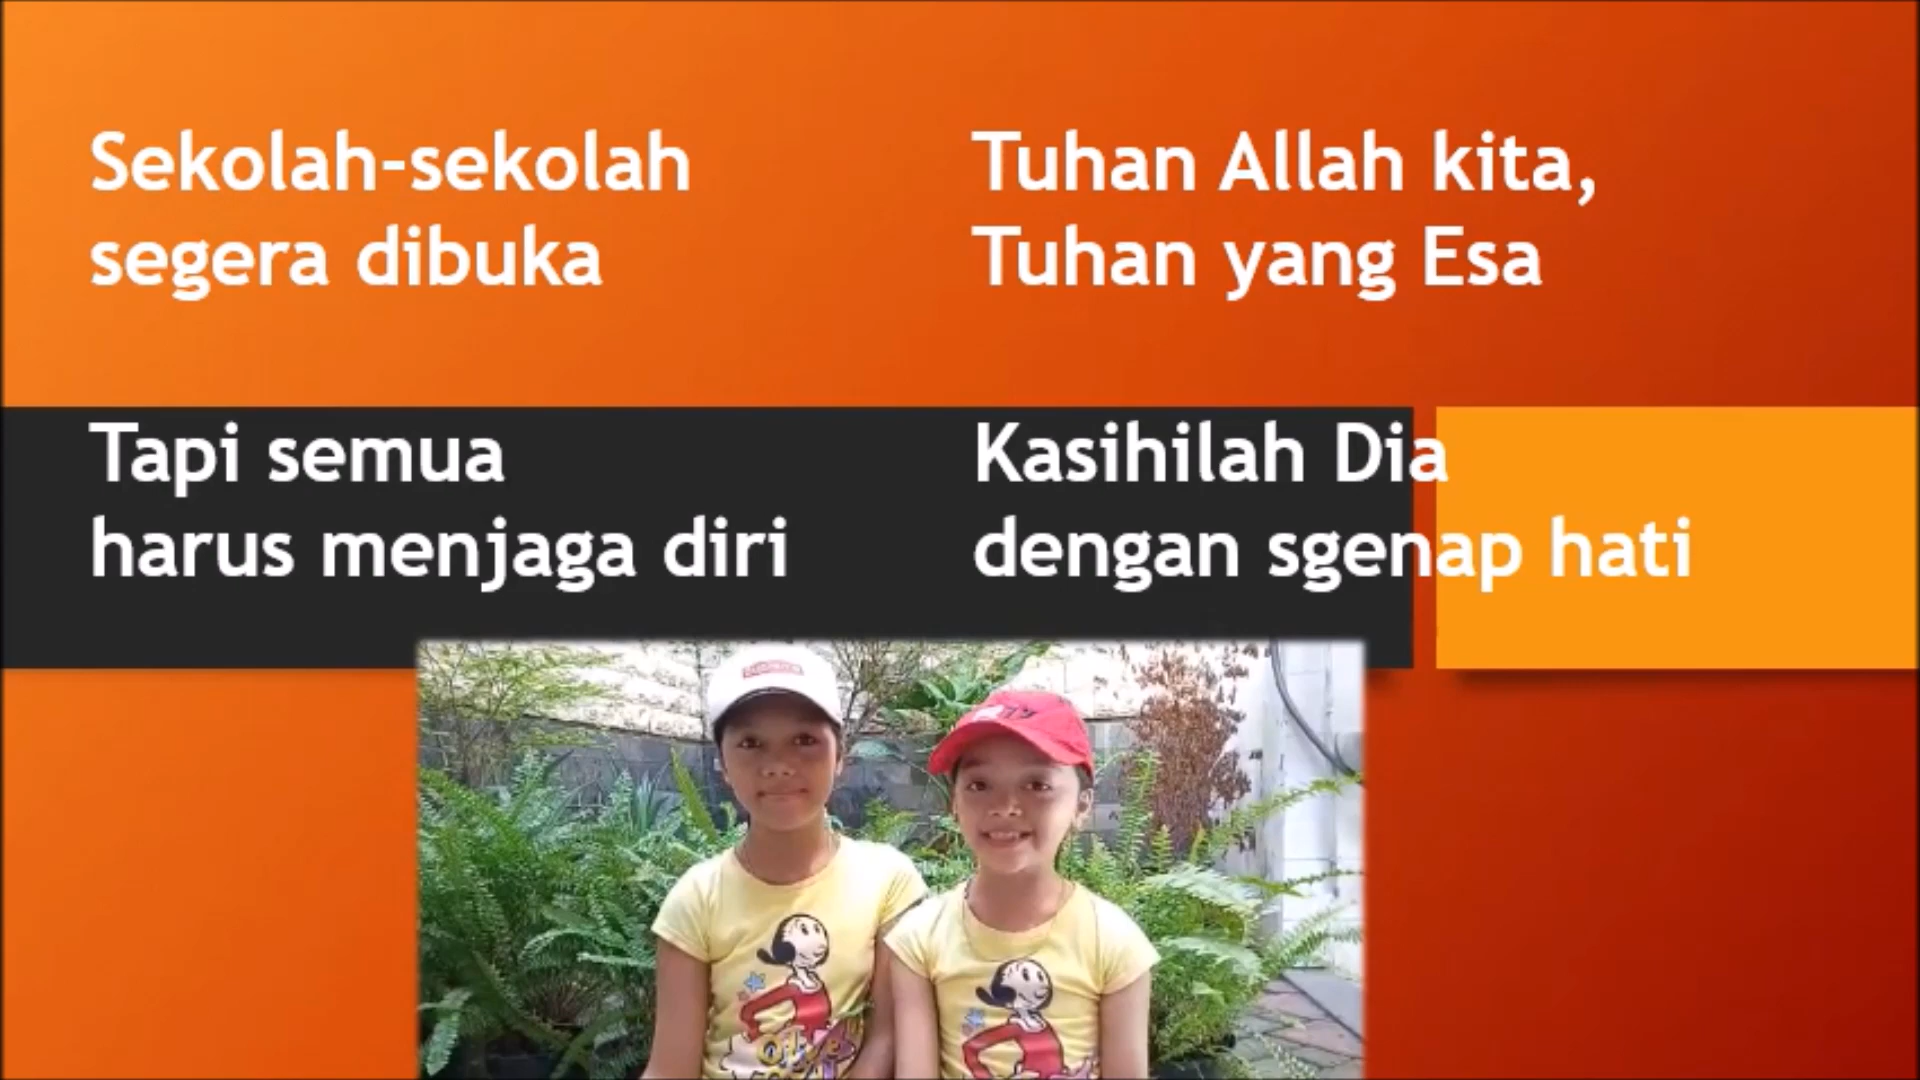 Sekolah-sekolah
segera dibuka
Tapi semua
harus menjaga diri
Tuhan Allah kita,
Tuhan yang Esa
Kasihilah Dia
dengan sgenap hati
Olive